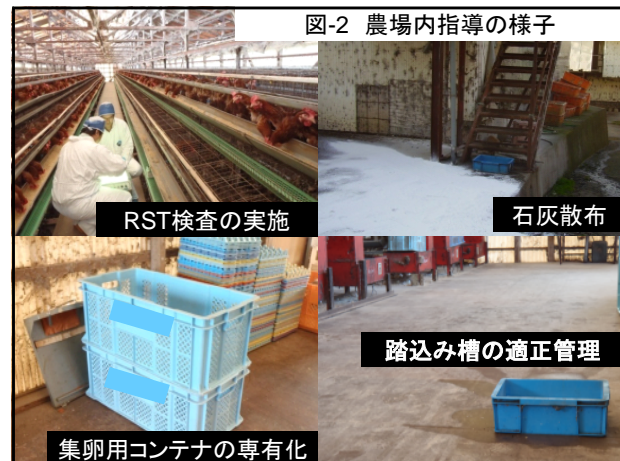 図-2 農場内指導の様子
RST検査の実施
石灰散布
集卵用コンテナの専有化
踏込み槽の適正管理